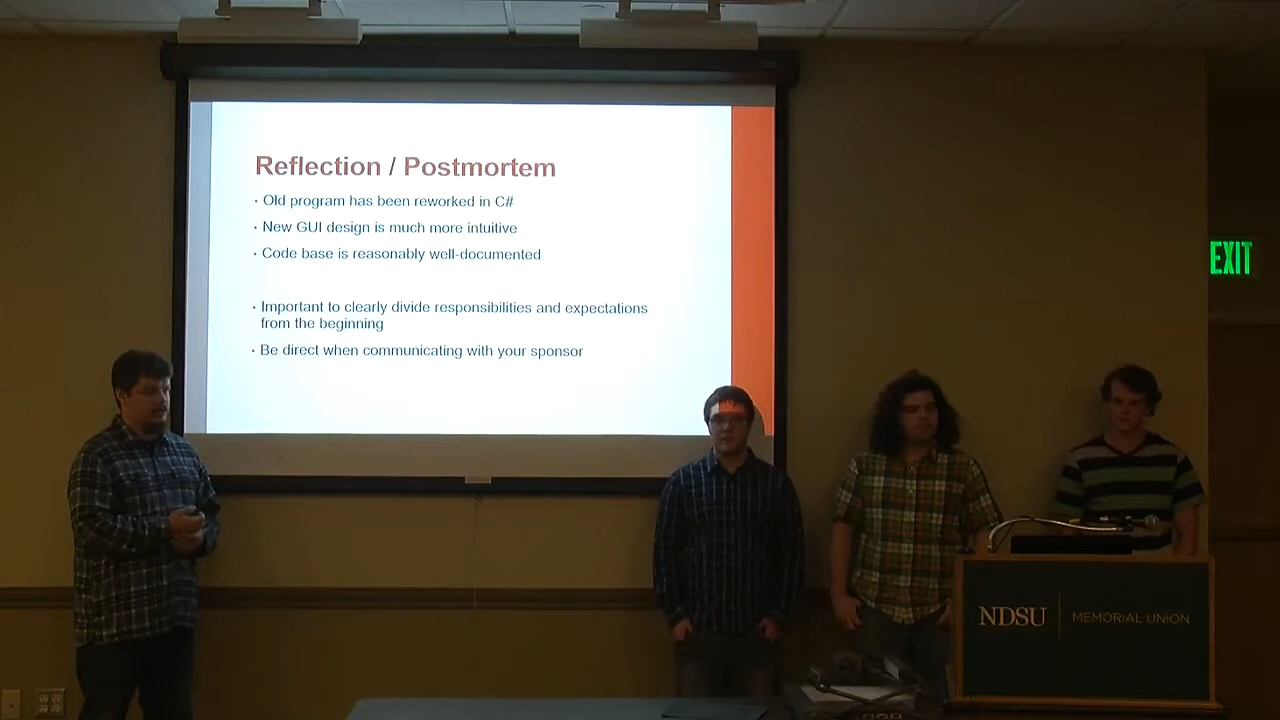 Reflection / Postmortem
· Old program has been reworked in C#
· New GUI design is much more intuitive
· Code base is reasonably well-documented
· Important to clearly divide responsibilities and expectations
from the beginning
· Be direct when communicating with your sponsor
EXIT
NDSU MEMORIAL UNION